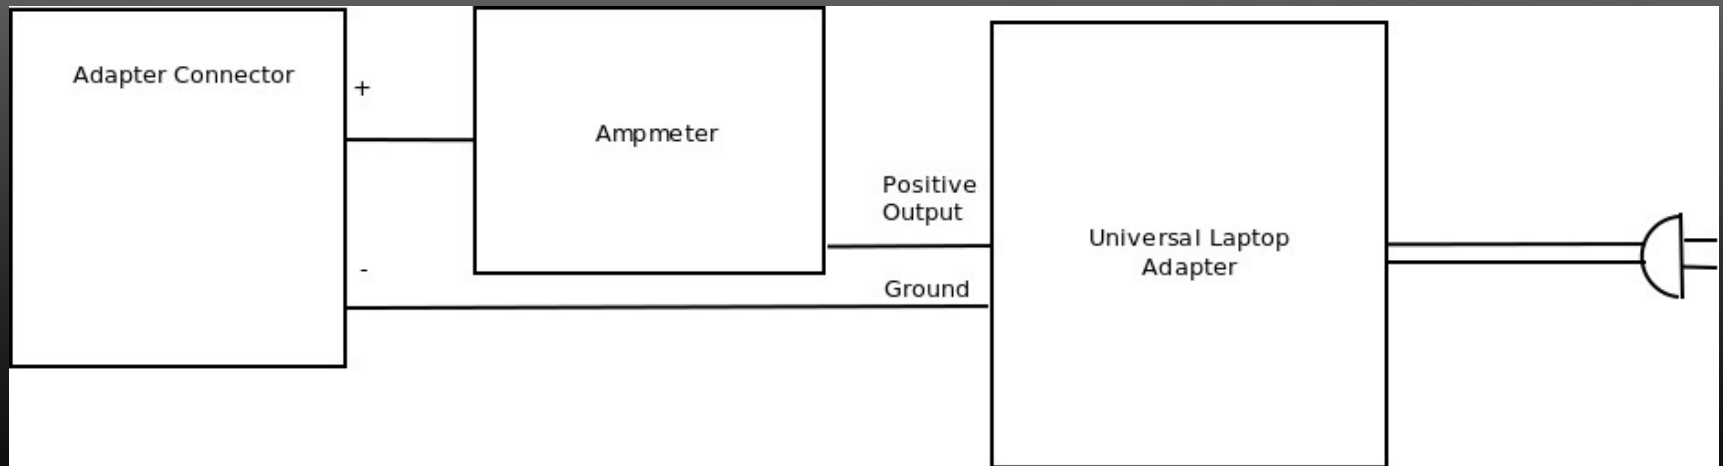 Adapter Connector
+
Ampmeter
Positive
Output
Universal Laptop
Adapter
-
Ground